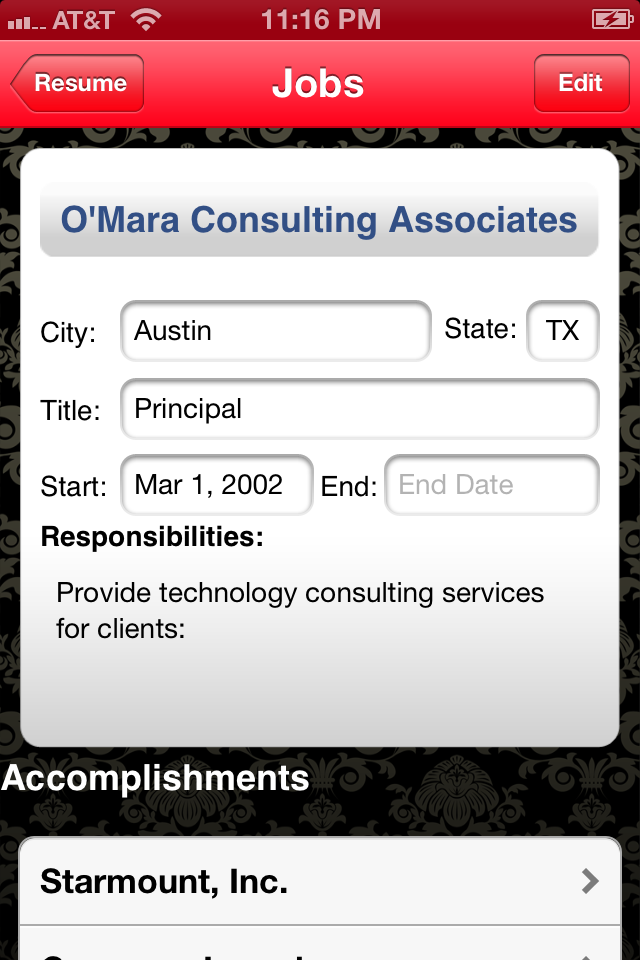 AT&T 11:16 PM
Resume Jobs Edit
O'Mara Consulting Associates
City: Austin State: TX
Title: Principal
Start: Mar 1, 2002 End: End Date
Responsibilities:
Provide technology consulting services
for clients:
Accomplishments
Starmount, Inc.